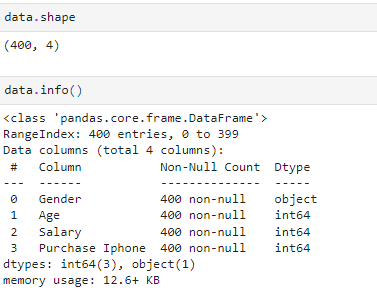 data.shape
(400, 4)
data.info()
<class 'pandas.core.frame.DataFrame'>
RangeIndex: 400 entries, 0 to 399
Data columns (total 4 columns):
 #   Column           Non-Null Count  Dtype
---  ------           --------------  -----
 0   Gender           400 non-null    object
 1   Age              400 non-null    int64
 2   Salary           400 non-null    int64
 3   Purchase Iphone  400 non-null    int64
dtypes: int64(3), object(1)
memory usage: 12.6+ KB